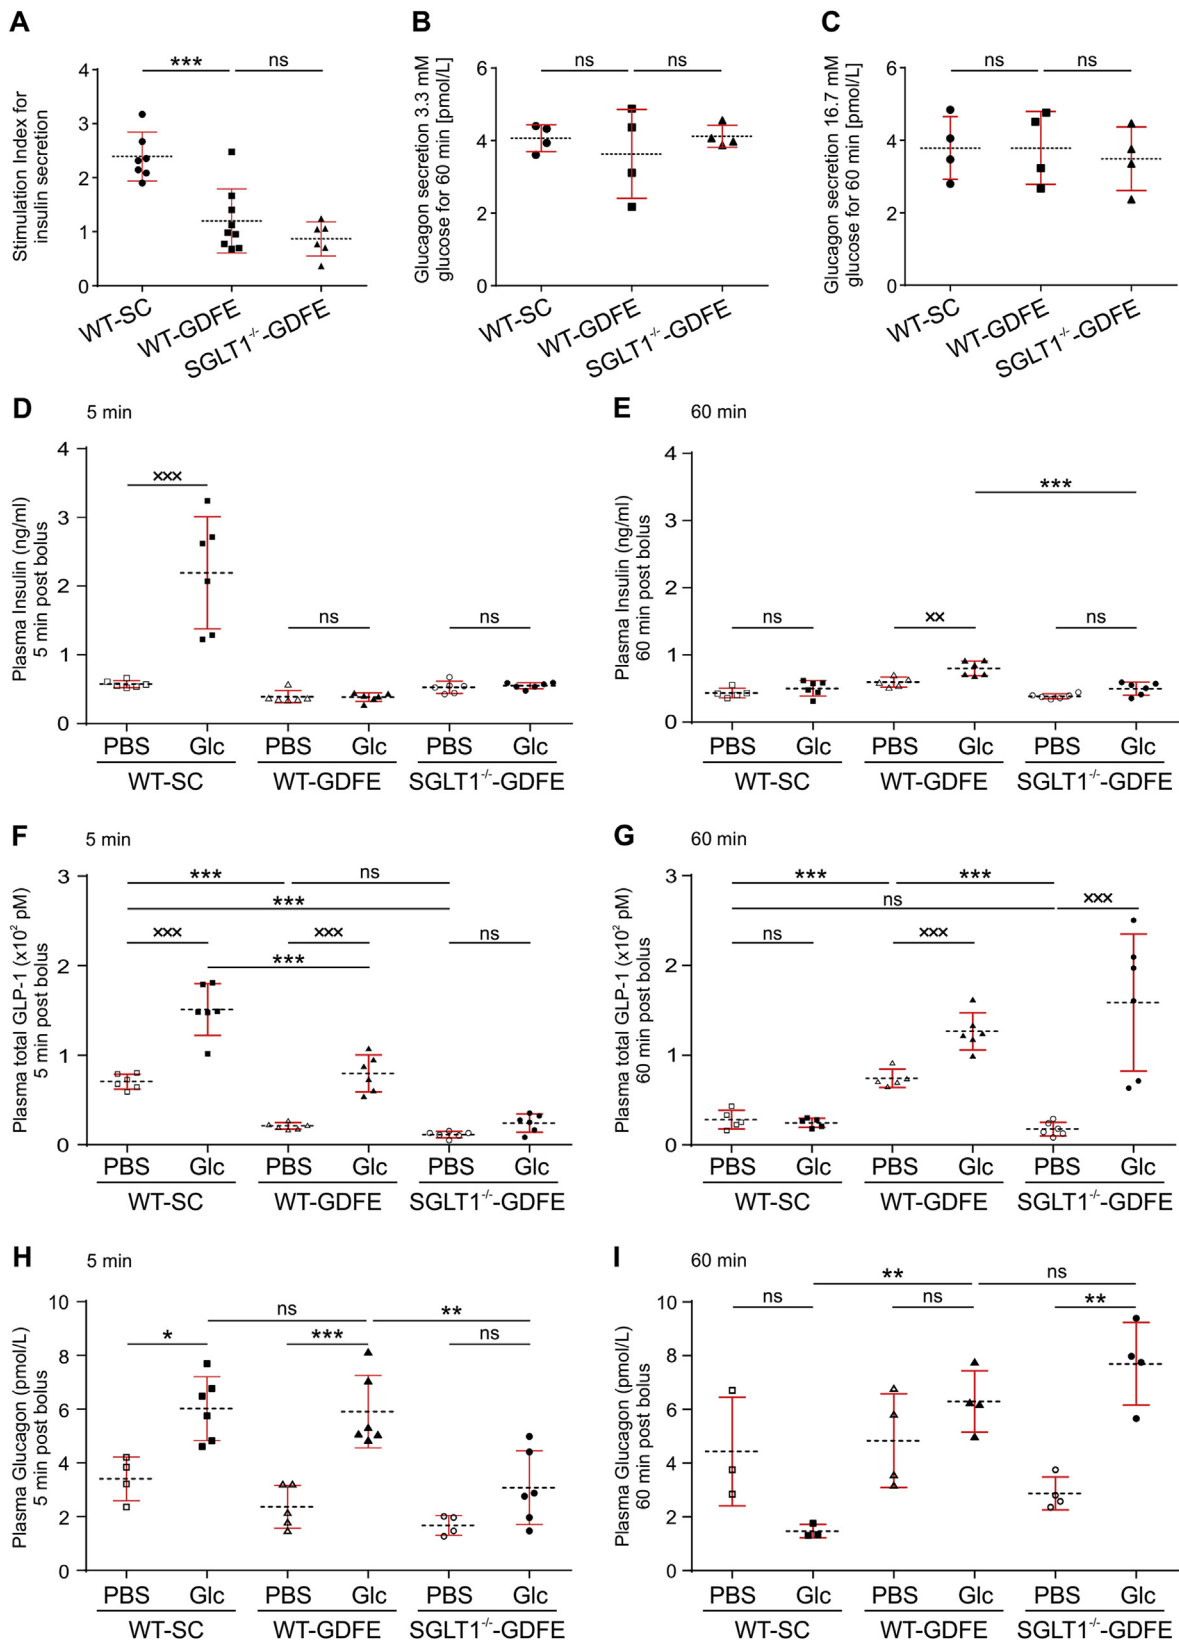 A
Stimulation Index for
insulin secretion
4
3
2
1
0
***
ns
WT-SC
WT-GDFE
SGLT1-/--GDFE
B
Glucagon secretion 3.3 mM
glucose for 60 min [pmol/L]
6
4
2
0
ns
ns
WT-SC
WT-GDFE
SGLT1-/--GDFE
C
Glucagon secretion 16.7 mM
glucose for 60 min [pmol/L]
6
4
2
0
ns
ns
WT-SC
WT-GDFE
SGLT1-/--GDFE
D
5 min
Plasma Insulin (ng/ml)
5 min post bolus
4
3
2
1
0
×××
ns
ns
PBS Glc PBS Glc PBS Glc
WT-SC WT-GDFE SGLT1-/--GDFE
E
60 min
Plasma Insulin (ng/ml)
60 min post bolus
4
3
2
1
0
***
ns
××
ns
PBS Glc PBS Glc PBS Glc
WT-SC WT-GDFE SGLT1-/--GDFE
F
5 min
Plasma total GLP-1 (x10² pM)
5 min post bolus
3
2
1
0
*** ns
***
××× ××× ns
***
PBS Glc PBS Glc PBS Glc
WT-SC WT-GDFE SGLT1-/--GDFE
G
60 min
Plasma total GLP-1 (x10² pM)
60 min post bolus
3
2
1
0
*** ***
ns ×××
ns ×××
PBS Glc PBS Glc PBS Glc
WT-SC WT-GDFE SGLT1-/--GDFE
H
5 min
Plasma Glucagon (pmol/L)
5 min post bolus
10
8
6
4
2
0
ns **
* *** ns
PBS Glc PBS Glc PBS Glc
WT-SC WT-GDFE SGLT1-/--GDFE
I
60 min
Plasma Glucagon (pmol/L)
60 min post bolus
10
8
6
4
2
0
** ns
ns ns **
PBS Glc PBS Glc PBS Glc
WT-SC WT-GDFE SGLT1-/--GDFE